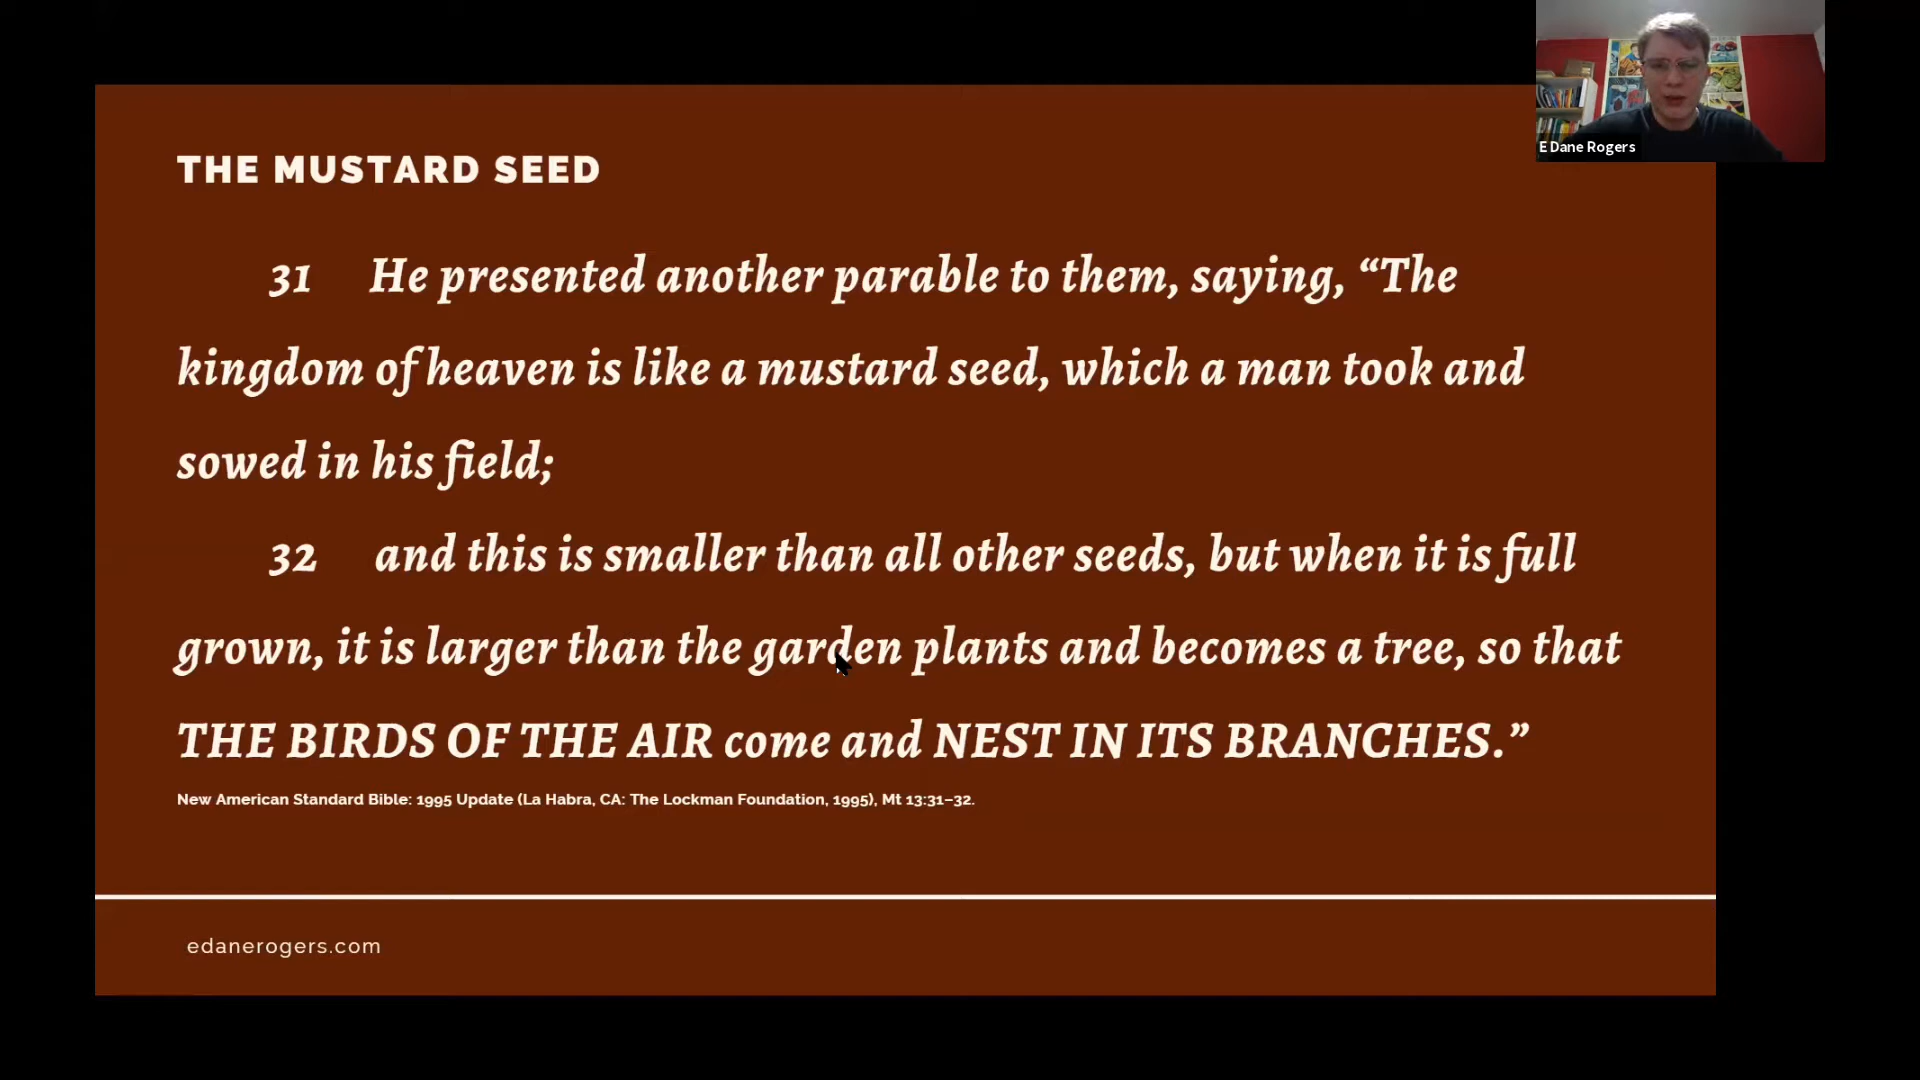 E Dane Rogers
THE MUSTARD SEED
31 He presented another parable to them, saying, “The
kingdom of heaven is like a mustard seed, which a man took and
sowed in his field;
32 and this is smaller than all other seeds, but when it is full
grown, it is larger than the garden plants and becomes a tree, so that
THE BIRDS OF THE AIR come and NEST IN ITS BRANCHES.”
New American Standard Bible: 1995 Update (La Habra, CA: The Lockman Foundation, 1995), Mt 13:31–32.
edanerogers.com